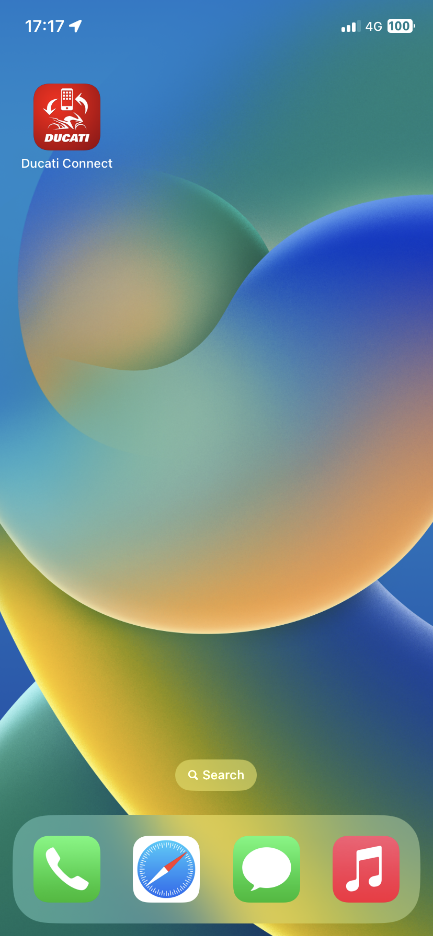 17:17
4G
100
DUCATI
Ducati Connect
Search